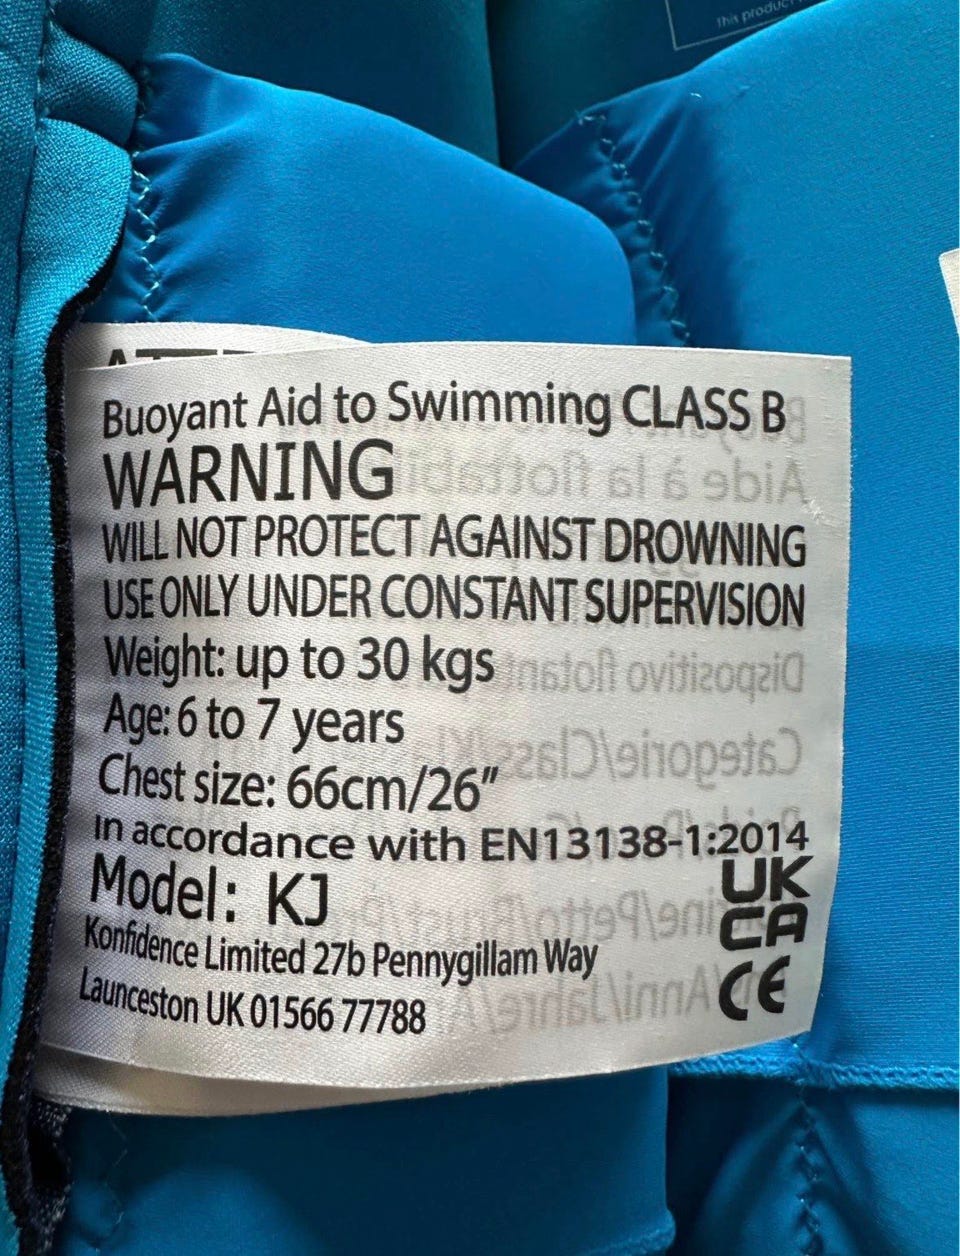 This product
Buoyant Aid to Swimming CLASS B
WARNING
WILL NOT PROTECT AGAINST DROWNING
USE ONLY UNDER CONSTANT SUPERVISION
Weight: up to 30 kgs
Age: 6 to 7 years
Chest size: 66cm/26"
In accordance with EN13138-1:2014
Model: KJ
UK
CA
Konfidence Limited 27b Pennygillam Way
Launceston UK 01566 77788
CE